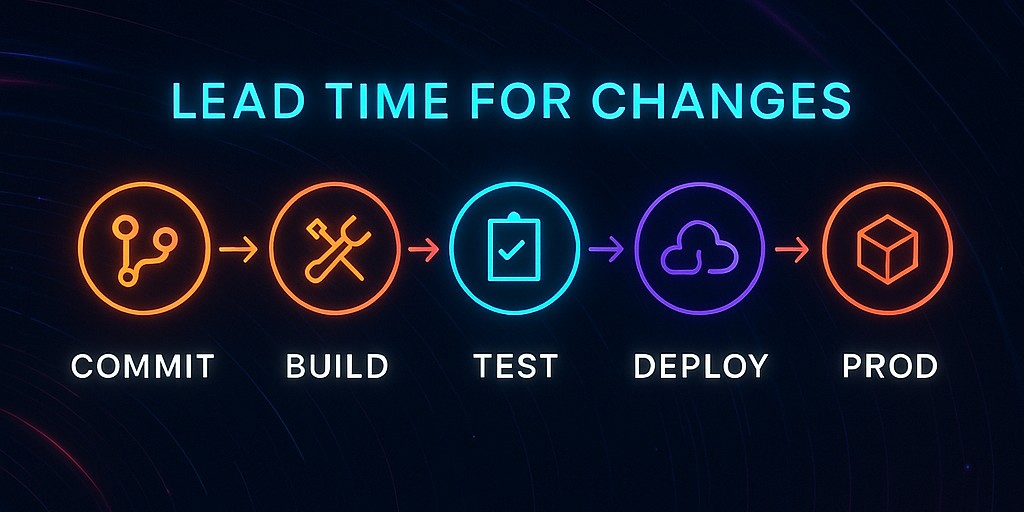 LEAD TIME FOR CHANGES
COMMIT
BUILD
TEST
DEPLOY
PROD